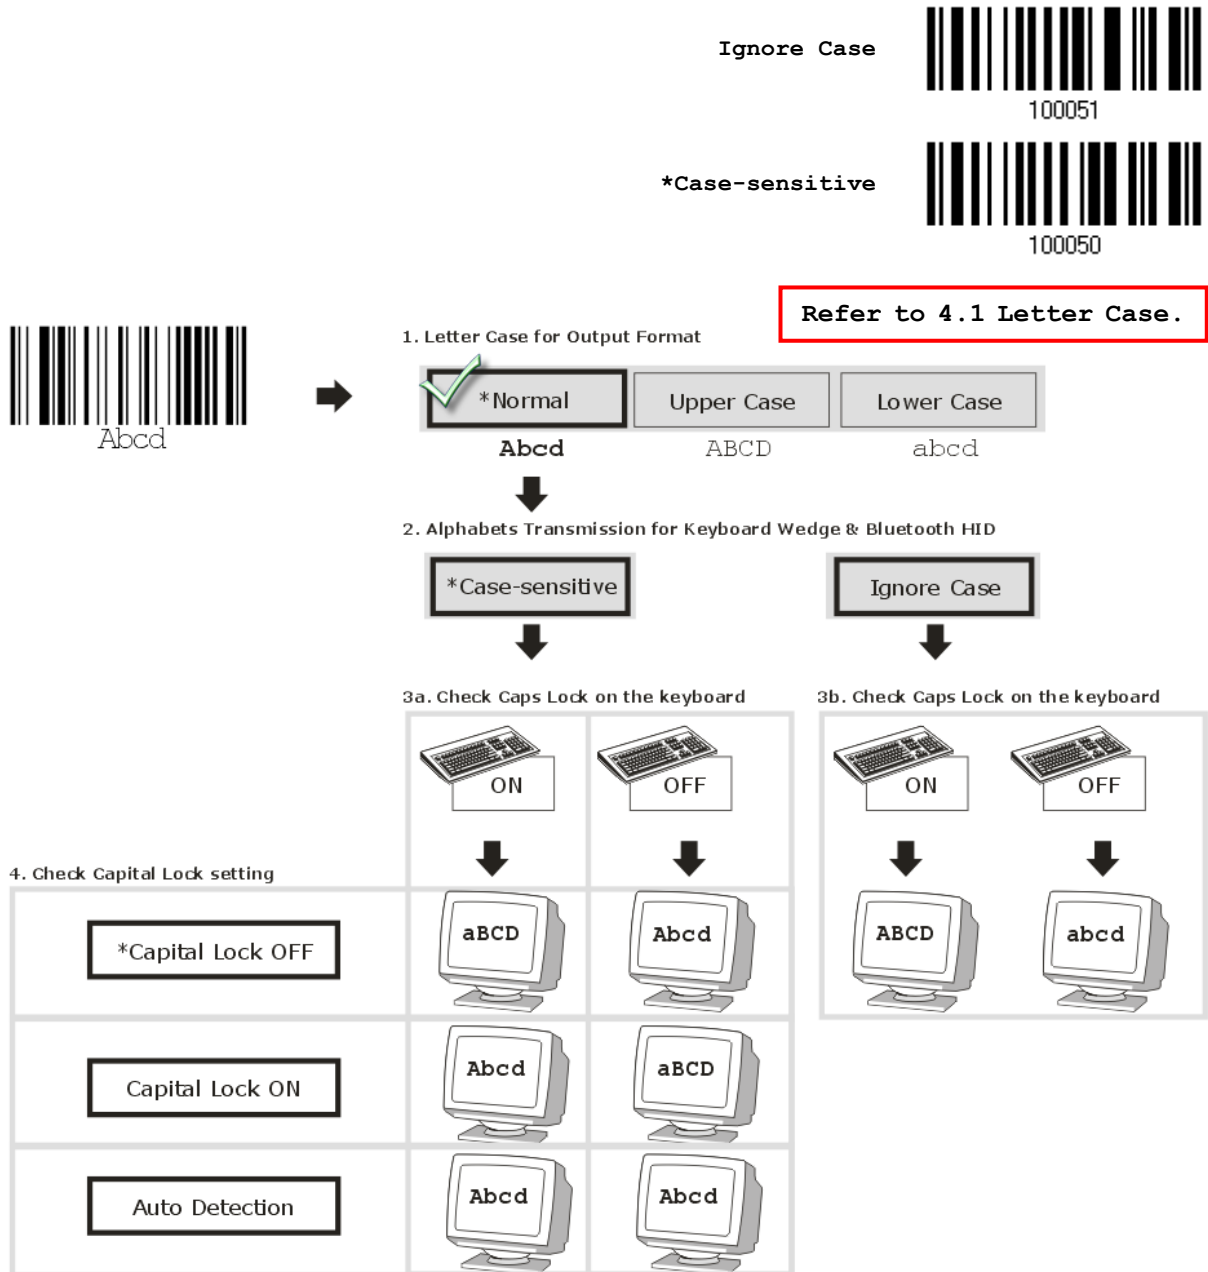 Ignore Case
100051
*Case-sensitive
100050
Refer to 4.1 Letter Case.
Abcd
1. Letter Case for Output Format
*Normal Upper Case Lower Case
Abcd ABCD abcd
2. Alphabets Transmission for Keyboard Wedge & Bluetooth HID
*Case-sensitive Ignore Case
3a. Check Caps Lock on the keyboard 3b. Check Caps Lock on the keyboard
ON OFF ON OFF
4. Check Capital Lock setting
*Capital Lock OFF aBCD Abcd ABCD abcd
Capital Lock ON Abcd aBCD
Auto Detection Abcd Abcd